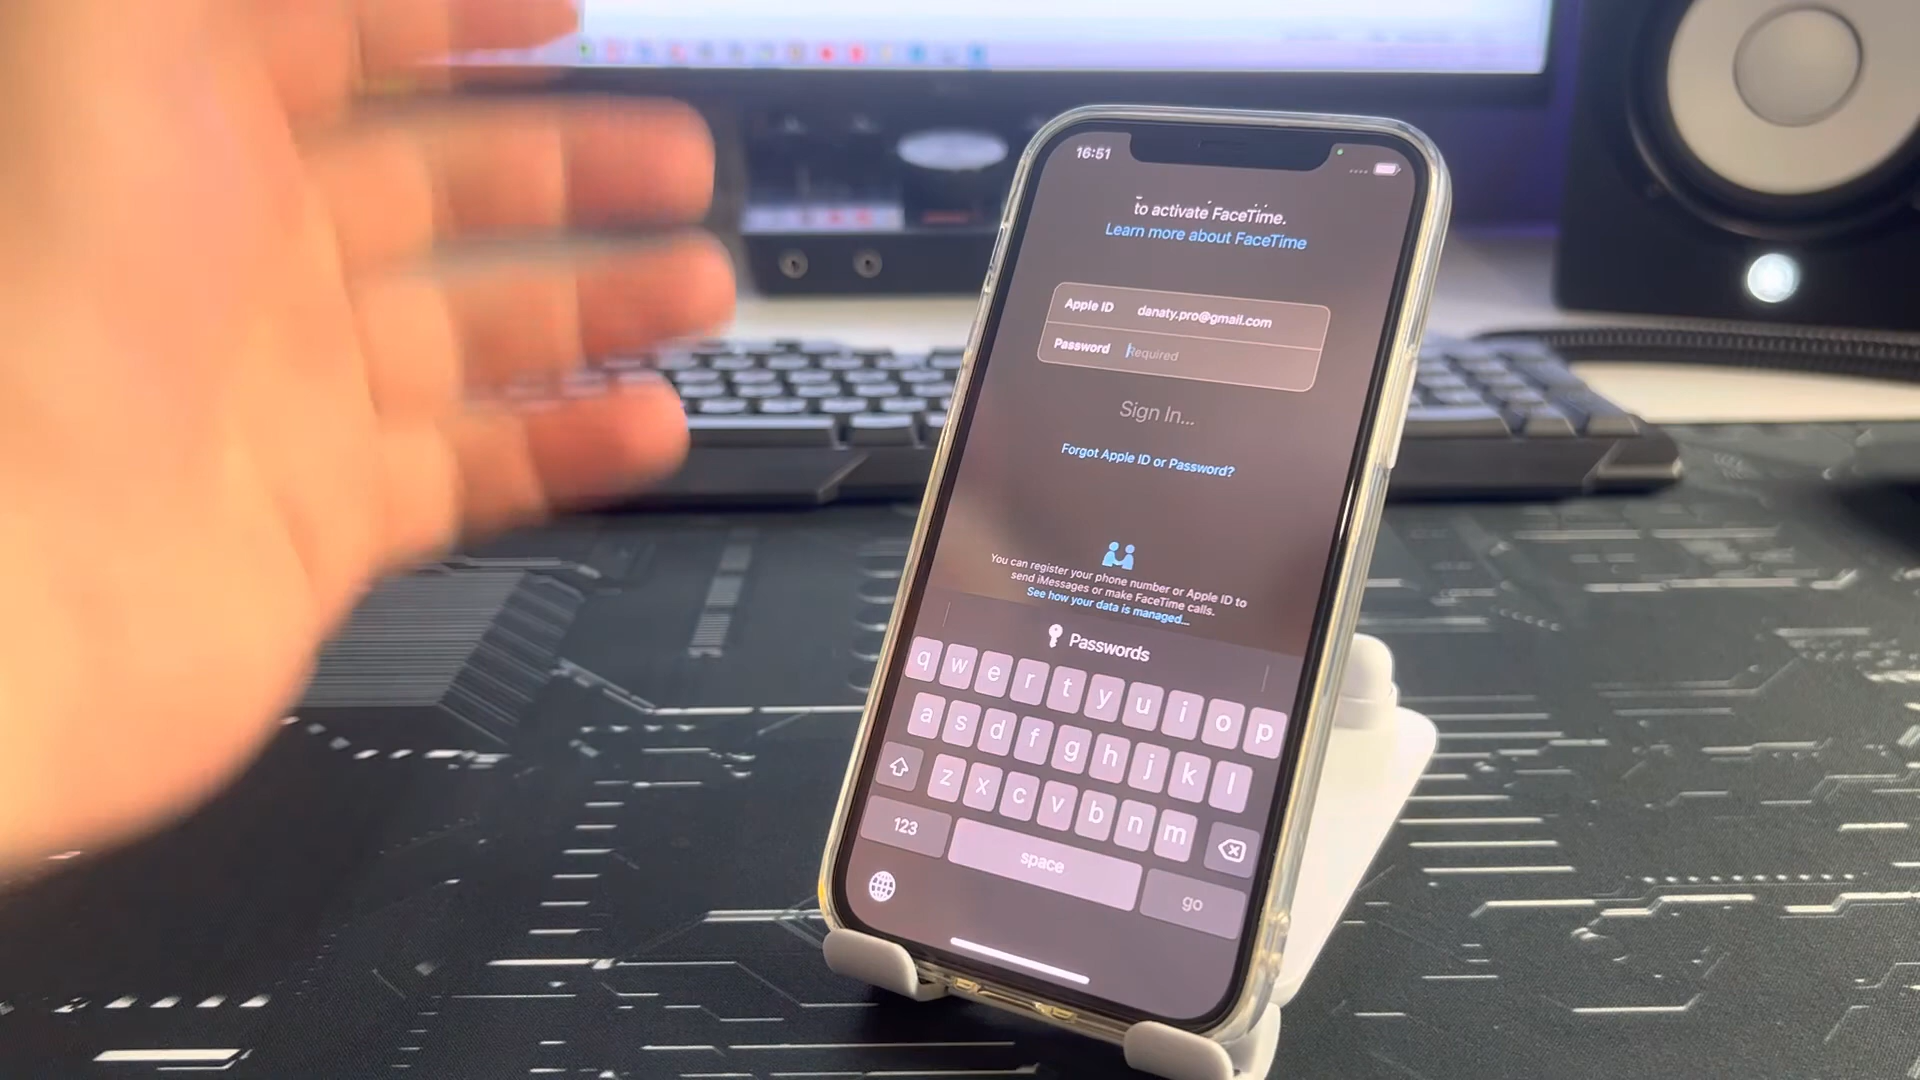 16:51
to activate FaceTime.
Learn more about FaceTime
Apple ID danaty.pro@gmail.com
Password Required
Sign In...
Forgot Apple ID or Password?
You can register your phone number or Apple ID to
send iMessages or make FaceTime calls.
See how your data is managed...
Passwords
q w e r t y u i o p
a s d f g h j k l
z x c v b n m
123 space go